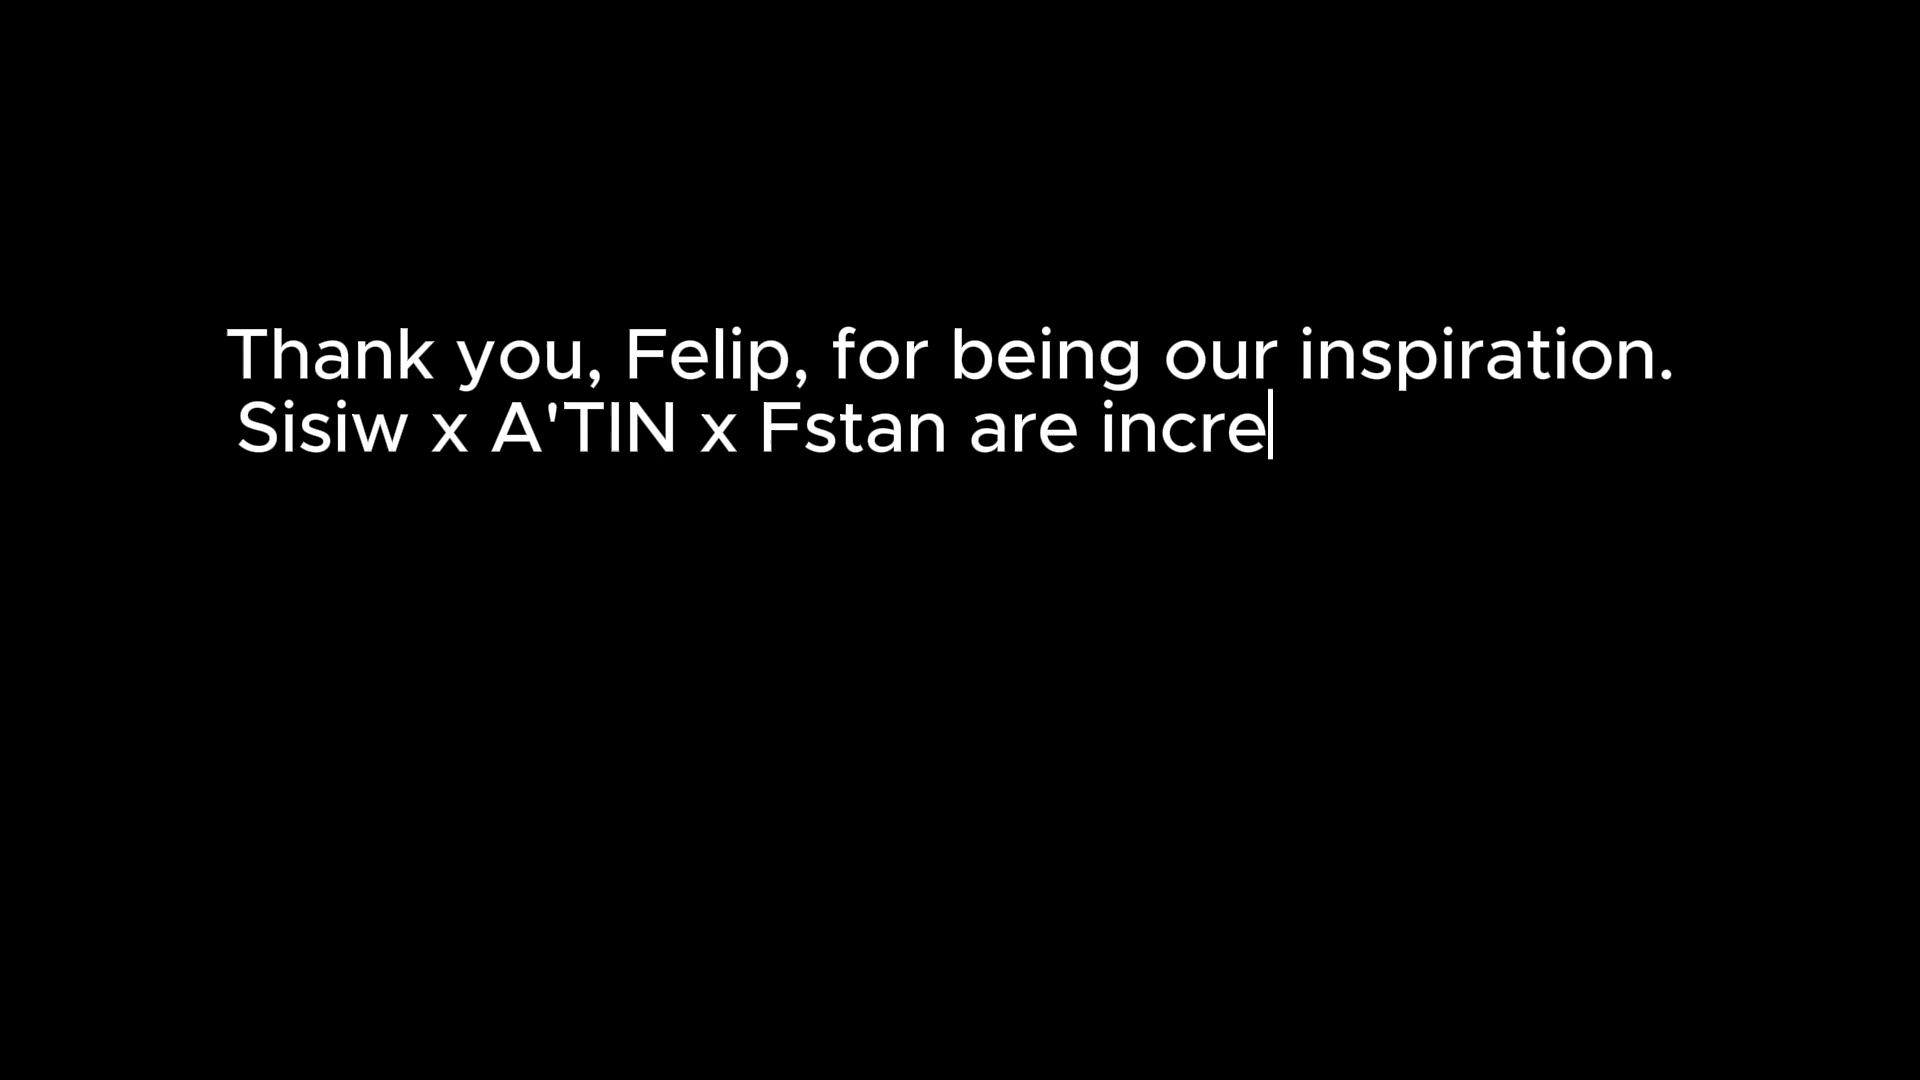 Thank you, Felip, for being our inspiration.
Sisiw x A'TIN x Fstan are incre